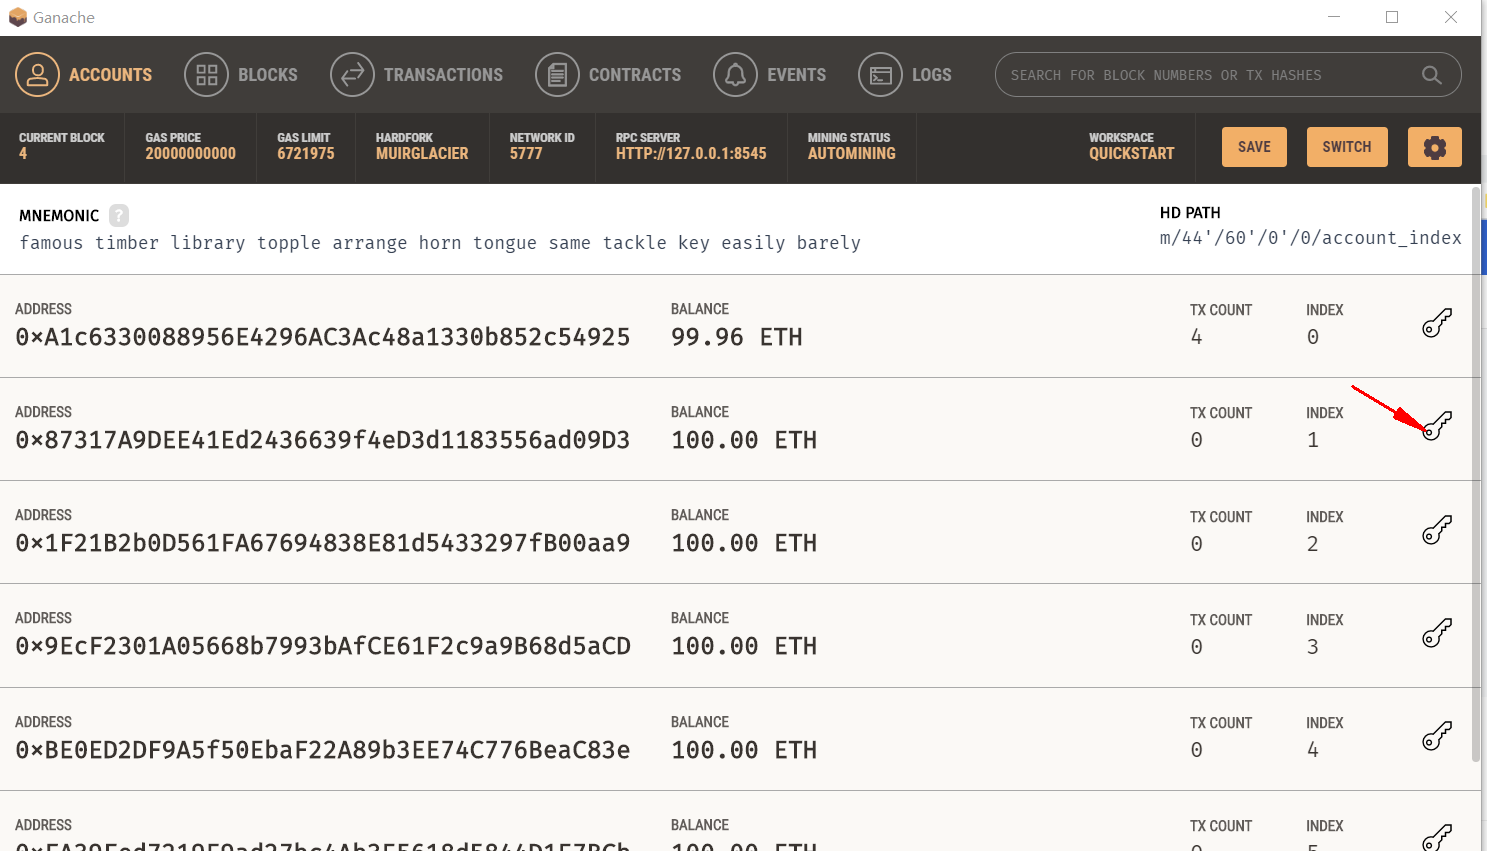 Ganache
ACCOUNTS BLOCKS TRANSACTIONS CONTRACTS EVENTS LOGS SEARCH FOR BLOCK NUMBERS OR TX HASHES
CURRENT BLOCK GAS PRICE GAS LIMIT HARDFORK NETWORK ID RPC SERVER MINING STATUS WORKSPACE
4 20000000000 6721975 MUIRGLACIER 5777 HTTP://127.0.0.1:8545 AUTOMINING QUICKSTART SAVE SWITCH
MNEMONIC ? HD PATH
famous timber library topple arrange horn tongue same tackle key easily barely m/44'/60'/0'/0/account_index
ADDRESS BALANCE TX COUNT INDEX
0×A1c6330088956E4296AC3Ac48a1330b852c54925 99.96 ETH 4 0
ADDRESS BALANCE TX COUNT INDEX
0×87317A9DEE41Ed2436639f4eD3d1183556ad09D3 100.00 ETH 0 1
ADDRESS BALANCE TX COUNT INDEX
0×1F21B2b0D561FA67694838E81d5433297fB00aa9 100.00 ETH 0 2
ADDRESS BALANCE TX COUNT INDEX
0×9EcF2301A05668b7993bAfCE61F2c9a9B68d5aCD 100.00 ETH 0 3
ADDRESS BALANCE TX COUNT INDEX
0×BE0ED2DF9A5f50EbaF22A89b3EE74C776BeaC83e 100.00 ETH 0 4
ADDRESS BALANCE TX COUNT INDEX
100.00 ETH 0 5